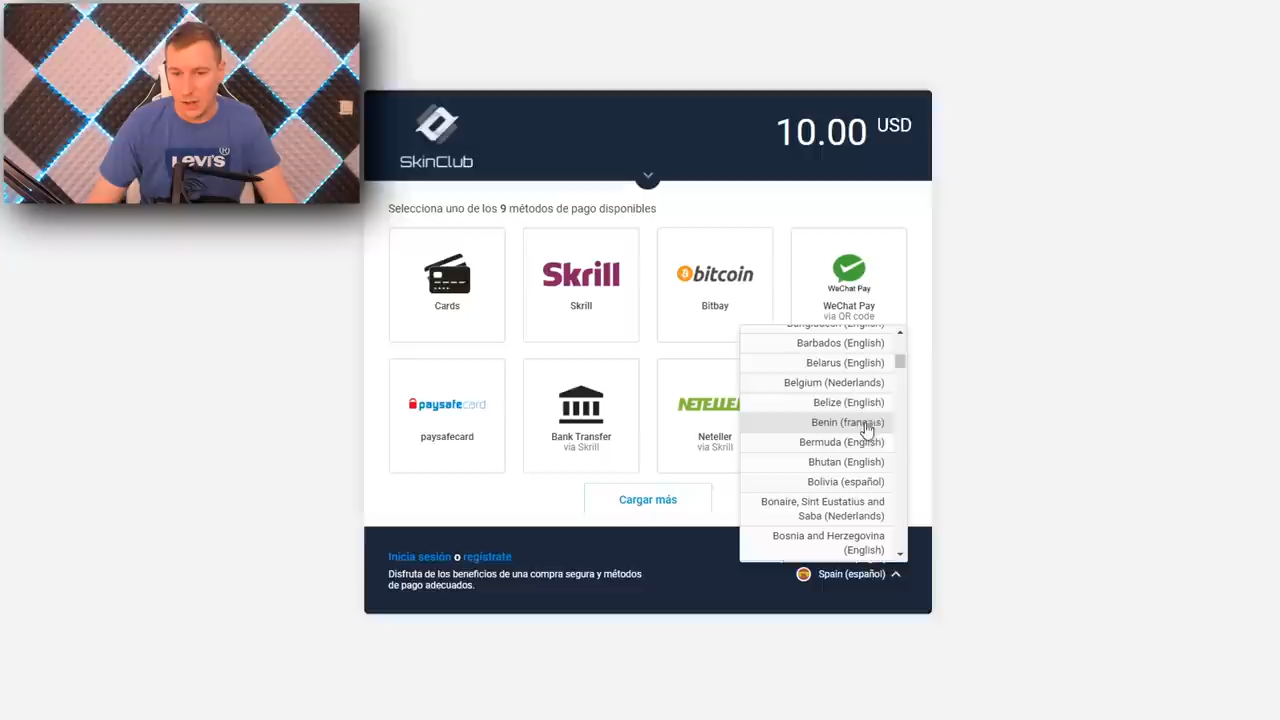 LEVI'S®
SkinClub
10.00 USD
Selecciona uno de los 9 métodos de pago disponibles
Cards
Skrill
Skrill
bitcoin
Bitbay
WeChat Pay
WeChat Pay
via QR code
paysafecard
paysafecard
Bank Transfer
via Skrill
NETELLER
Neteller
via Skrill
Bangladesh (English)
Barbados (English)
Belarus (English)
Belgium (Nederlands)
Belize (English)
Benin (français)
Bermuda (English)
Bhutan (English)
Bolivia (español)
Bonaire, Sint Eustatius and
Saba (Nederlands)
Bosnia and Herzegovina
(English)
Cargar más
Inicia sesión o regístrate
Disfruta de los beneficios de una compra segura y métodos
de pago adecuados.
Spain (español)